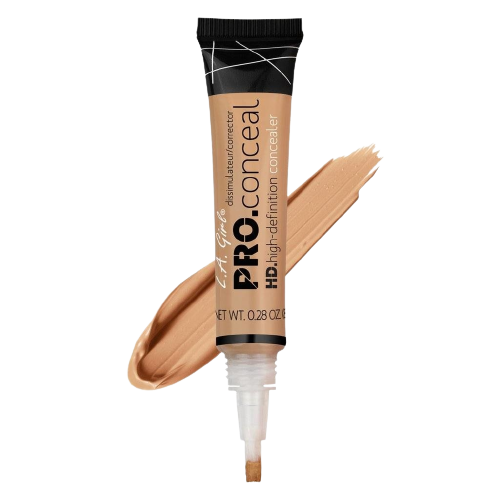 L.A. Girl®
PRO.conceal
dissimulateur/corrector
HD.high-definition concealer
NET WT. 0.28 OZ.